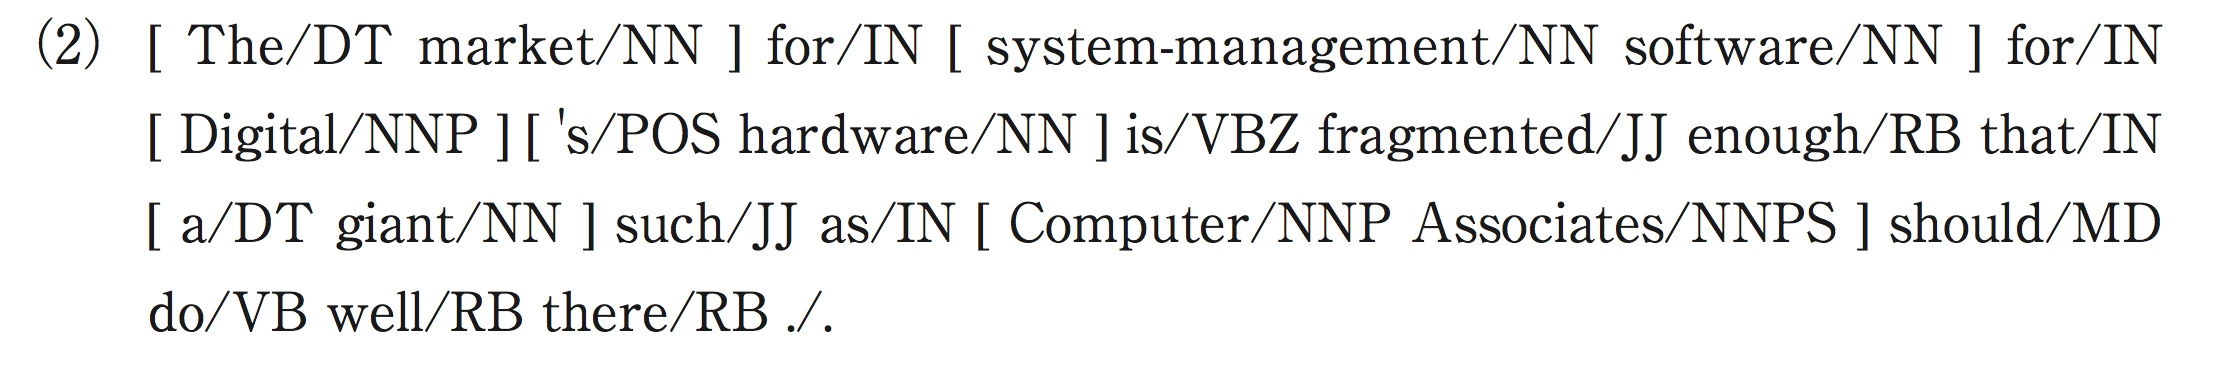 (2) [ The/DT market/NN ] for/IN [ system-management/NN software/NN ] for/IN
[ Digital/NNP ] [ 's/POS hardware/NN ] is/VBZ fragmented/JJ enough/RB that/IN
[ a/DT giant/NN ] such/JJ as/IN [ Computer/NNP Associates/NNPS ] should/MD
do/VB well/RB there/RB ./.